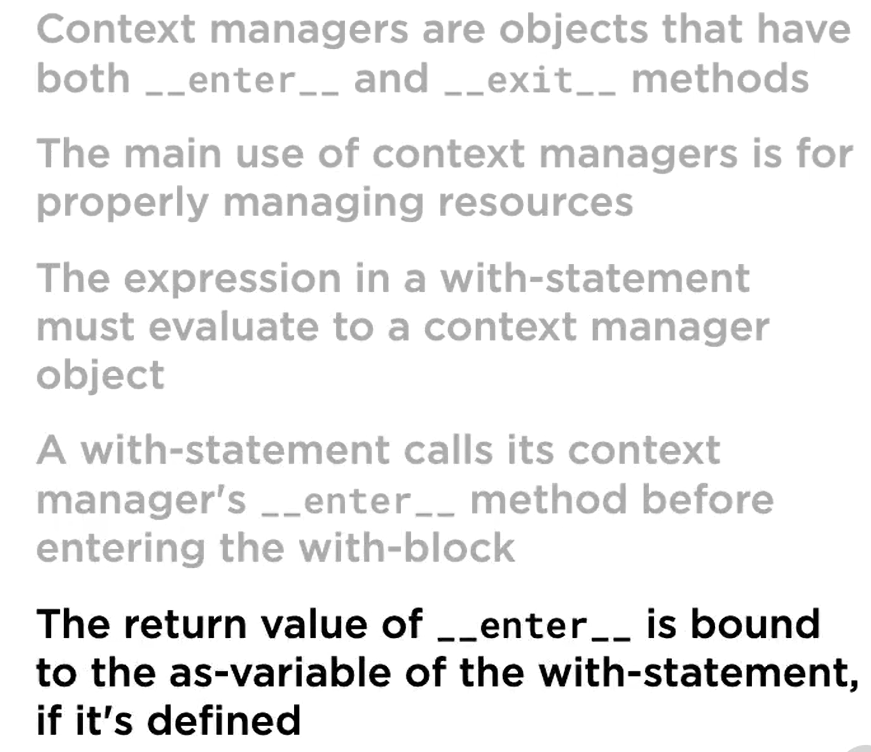 Context managers are objects that have
both __enter__ and __exit__ methods
The main use of context managers is for
properly managing resources
The expression in a with-statement
must evaluate to a context manager
object
A with-statement calls its context
manager's __enter__ method before
entering the with-block
The return value of __enter__ is bound
to the as-variable of the with-statement,
if it's defined